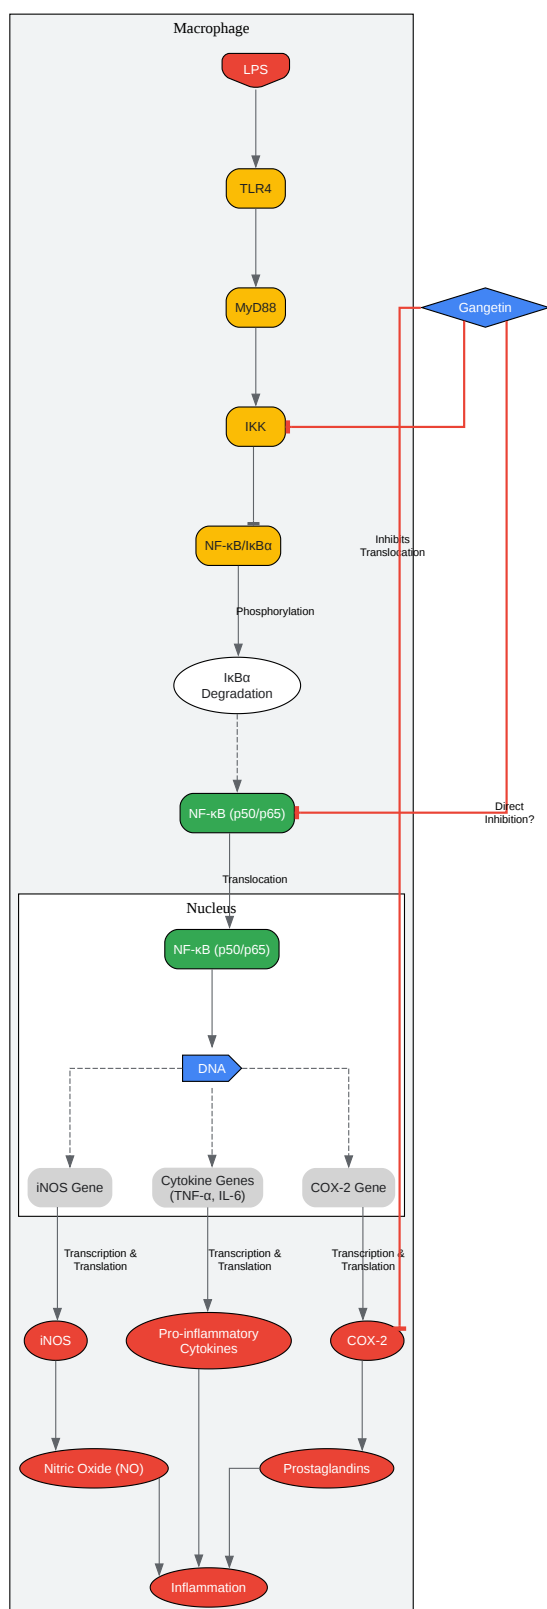 Macrophage
LPS
TLR4
MyD88
Gangetin
IKK
Inhibits
Translocation
NF-κB/IκBα
Phosphorylation
IκBα
Degradation
NF-κB (p50/p65)
Direct
Inhibition?
Translocation
Nucleus
NF-κB (p50/p65)
DNA
iNOS Gene
Cytokine Genes
(TNF-α, IL-6)
COX-2 Gene
Transcription &
Translation
Transcription &
Translation
Transcription &
Translation
iNOS
Pro-inflammatory
Cytokines
COX-2
Nitric Oxide (NO)
Prostaglandins
Inflammation